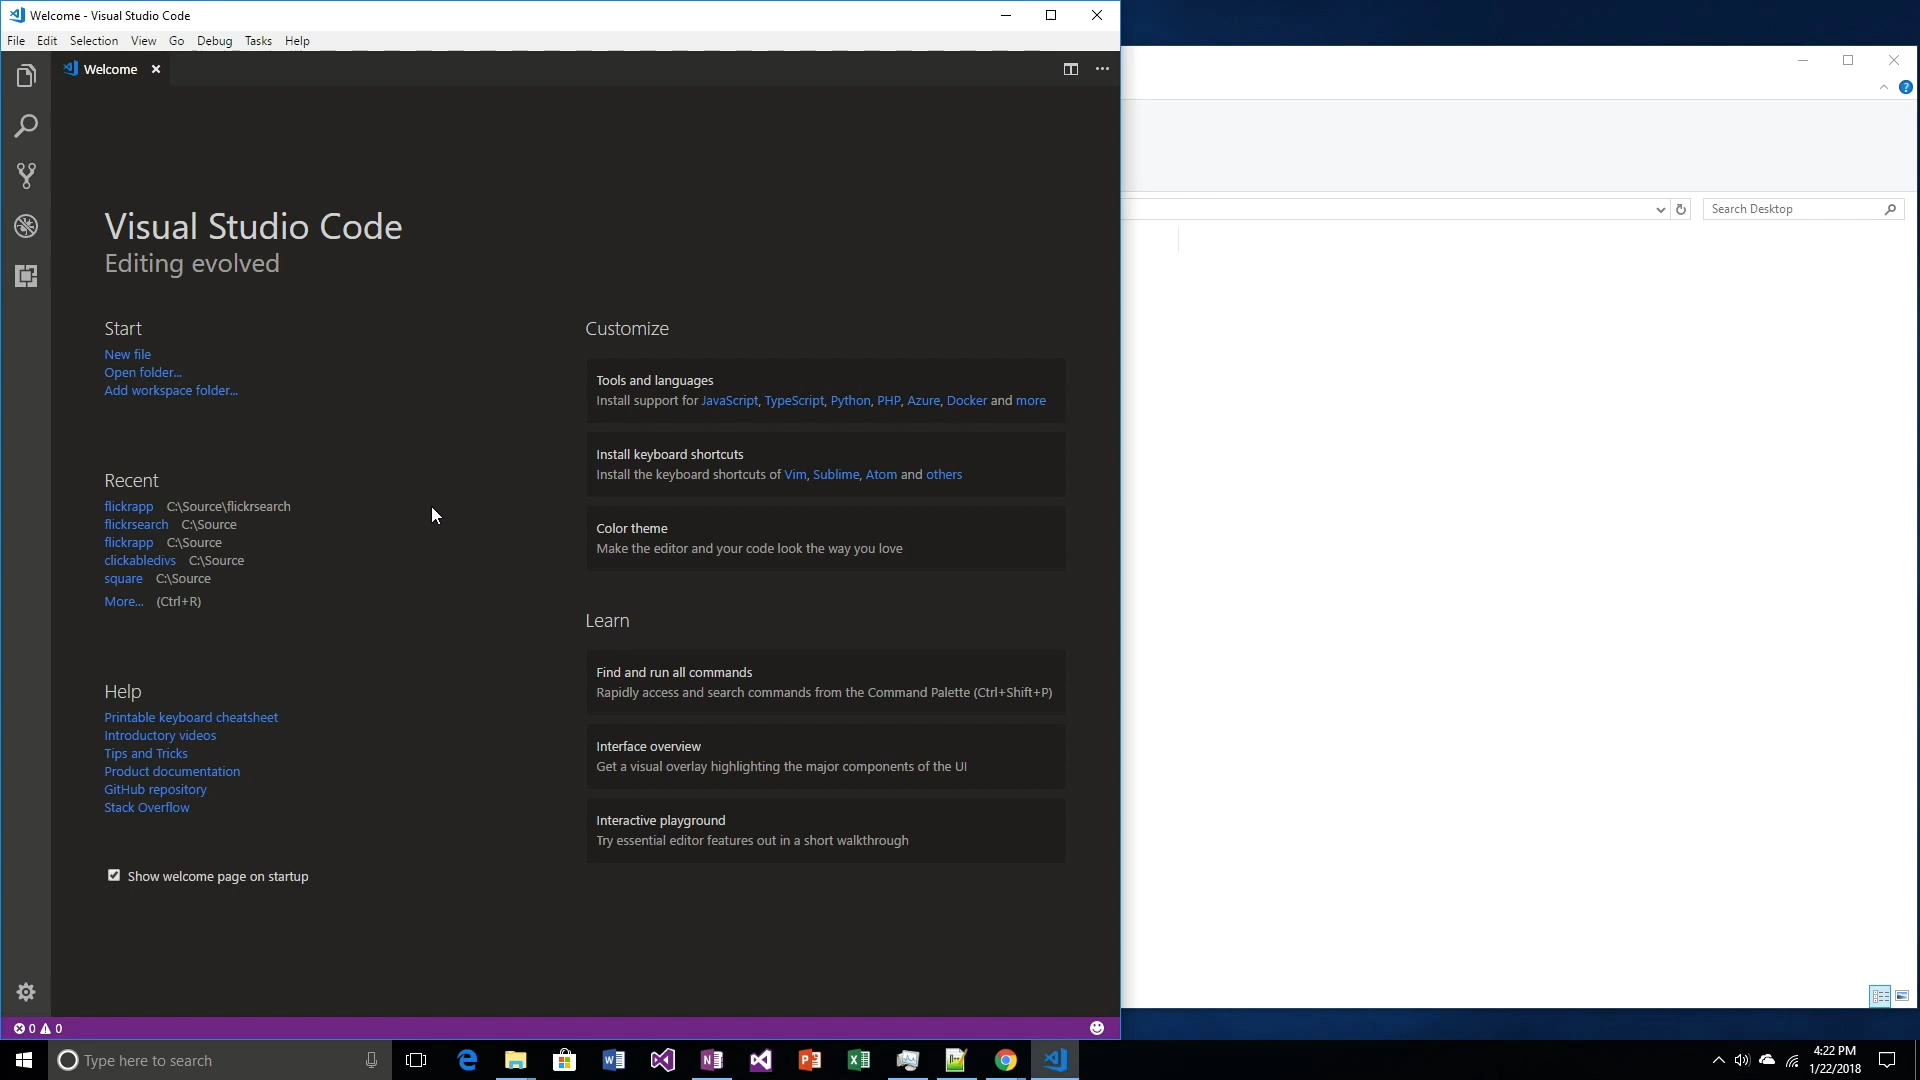 Welcome - Visual Studio Code
File Edit Selection View Go Debug Tasks Help
Welcome
Visual Studio Code
Editing evolved
Start
New file
Open folder...
Add workspace folder...
Recent
flickrapp C:\Source\flickrsearch
flickrsearch C:\Source
flickrapp C:\Source
clickabledivs C:\Source
square C:\Source
More... (Ctrl+R)
Help
Printable keyboard cheatsheet
Introductory videos
Tips and Tricks
Product documentation
GitHub repository
Stack Overflow
Show welcome page on startup
Customize
Tools and languages
Install support for JavaScript, TypeScript, Python, PHP, Azure, Docker and more
Install keyboard shortcuts
Install the keyboard shortcuts of Vim, Sublime, Atom and others
Color theme
Make the editor and your code look the way you love
Learn
Find and run all commands
Rapidly access and search commands from the Command Palette (Ctrl+Shift+P)
Interface overview
Get a visual overlay highlighting the major components of the UI
Interactive playground
Try essential editor features out in a short walkthrough
0 0
Search Desktop
Type here to search
4:22 PM
1/22/2018